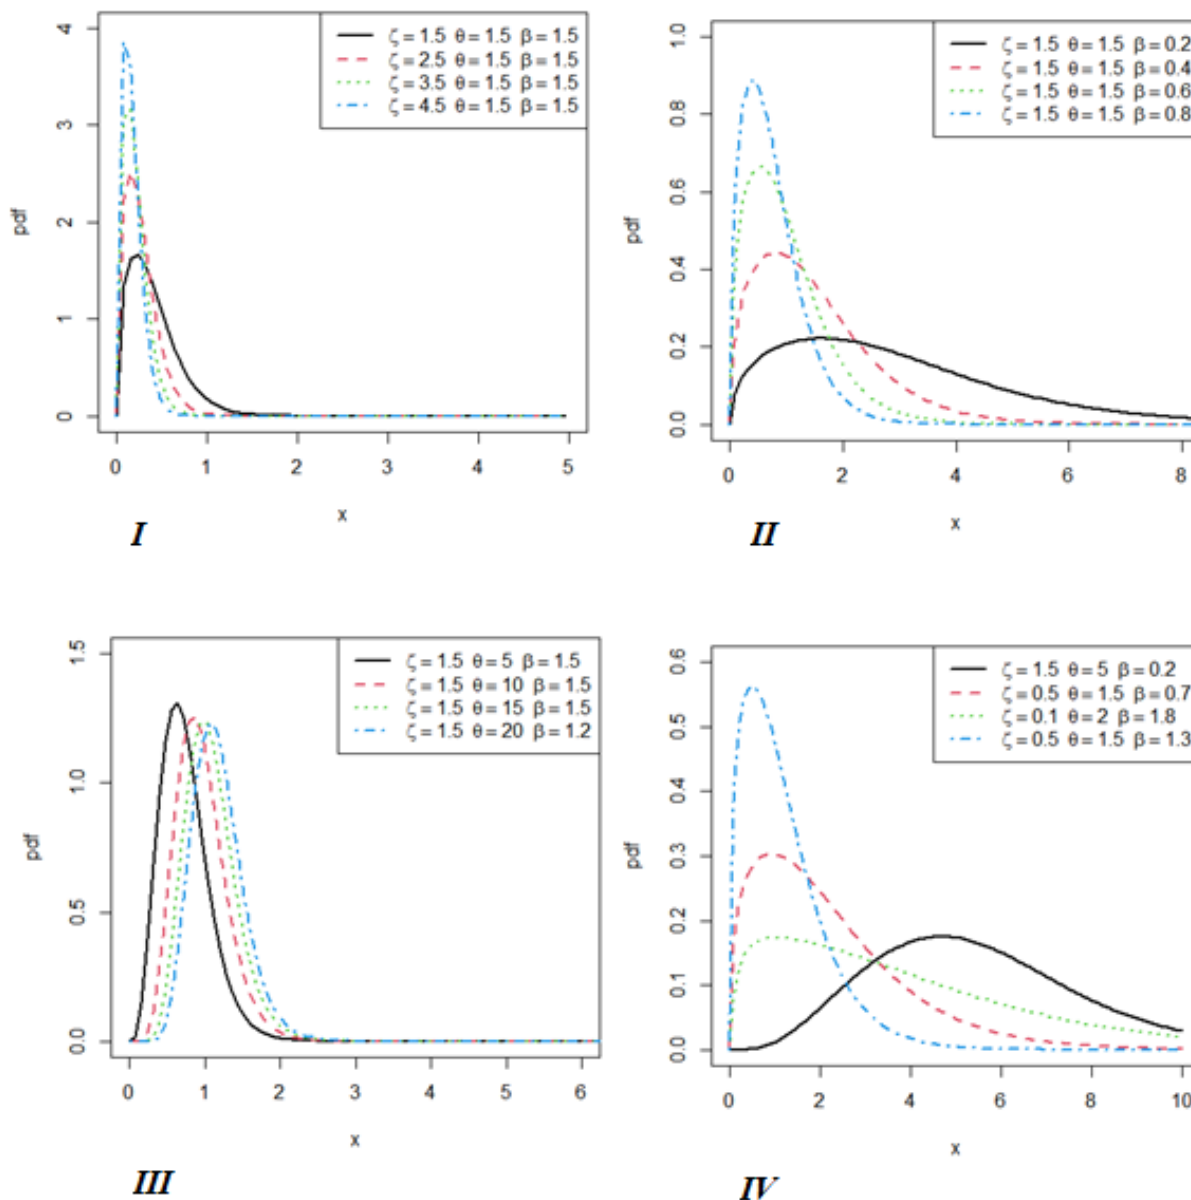 ζ = 1.5 θ = 1.5 β = 1.5
ζ = 2.5 θ = 1.5 β = 1.5
ζ = 3.5 θ = 1.5 β = 1.5
ζ = 4.5 θ = 1.5 β = 1.5
pdf
4
3
2
1
0
0 1 2 3 4 5
x
I
ζ = 1.5 θ = 1.5 β = 0.2
ζ = 1.5 θ = 1.5 β = 0.4
ζ = 1.5 θ = 1.5 β = 0.6
ζ = 1.5 θ = 1.5 β = 0.8
pdf
1.0
0.8
0.6
0.4
0.2
0.0
0 2 4 6 8
x
II
ζ = 1.5 θ = 5 β = 1.5
ζ = 1.5 θ = 10 β = 1.5
ζ = 1.5 θ = 15 β = 1.5
ζ = 1.5 θ = 20 β = 1.2
pdf
1.5
1.0
0.5
0.0
0 1 2 3 4 5 6
x
III
ζ = 1.5 θ = 5 β = 0.2
ζ = 0.5 θ = 1.5 β = 0.7
ζ = 0.1 θ = 2 β = 1.8
ζ = 0.5 θ = 1.5 β = 1.3
pdf
0.6
0.5
0.4
0.3
0.2
0.1
0.0
0 2 4 6 8 10
x
IV